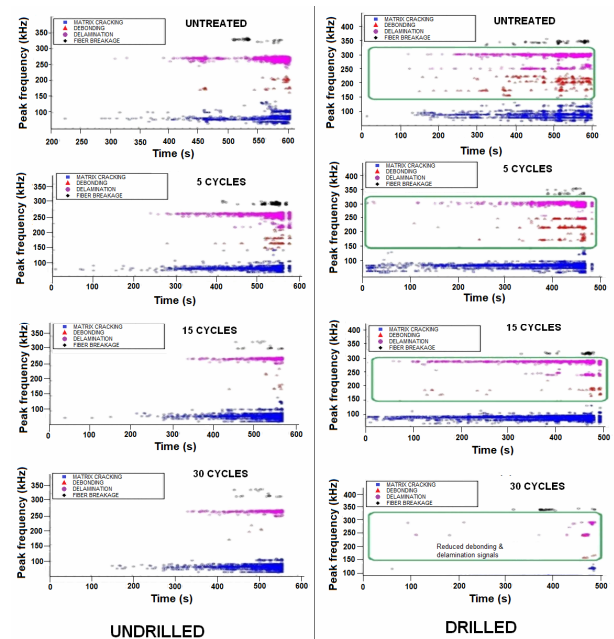 UNTREATED
MATRIX CRACKING
DEBONDING
DELAMINATION
FIBER BREAKAGE
Peak frequency (kHz)
350
300
250
200
150
100
200 250 300 350 400 450 500 550 600
Time (s)
UNTREATED
MATRIX CRACKING
DEBONDING
DELAMINATION
FIBER BREAKAGE
Peak frequency (kHz)
400
350
300
250
200
150
100
0 100 200 300 400 500 600
Time (s)
5 CYCLES
MATRIX CRACKING
DEBONDING
DELAMINATION
FIBER BREAKAGE
Peak frequency (kHz)
350
300
250
200
150
100
0 100 200 300 400 500 600
Time (s)
5 CYCLES
MATRIX CRACKING
DEBONDING
DELAMINATION
FIBER BREAKAGE
Peak frequency (kHz)
400
350
300
250
200
150
100
0 100 200 300 400 500
Time (s)
15 CYCLES
MATRIX CRACKING
DEBONDING
DELAMINATION
FIBER BREAKAGE
Peak frequency (kHz)
350
300
250
200
150
100
0 100 200 300 400 500 600
Time (s)
15 CYCLES
MATRIX CRACKING
DEBONDING
DELAMINATION
FIBER BREAKAGE
Peak frequency (kHz)
400
350
300
250
200
150
100
0 100 200 300 400 500
Time (s)
30 CYCLES
MATRIX CRACKING
DEBONDING
DELAMINATION
FIBER BREAKAGE
Peak frequency (kHz)
350
300
250
200
150
100
0 100 200 300 400 500 600
Time (s)
30 CYCLES
MATRIX CRACKING
DEBONDING
DELAMINATION
FIBER BREAKAGE
Peak frequency (kHz)
400
350
300
250
200
150
100
Reduced debonding &
delamination signals
0 100 200 300 400 500
Time (s)
UNDRILLED
DRILLED